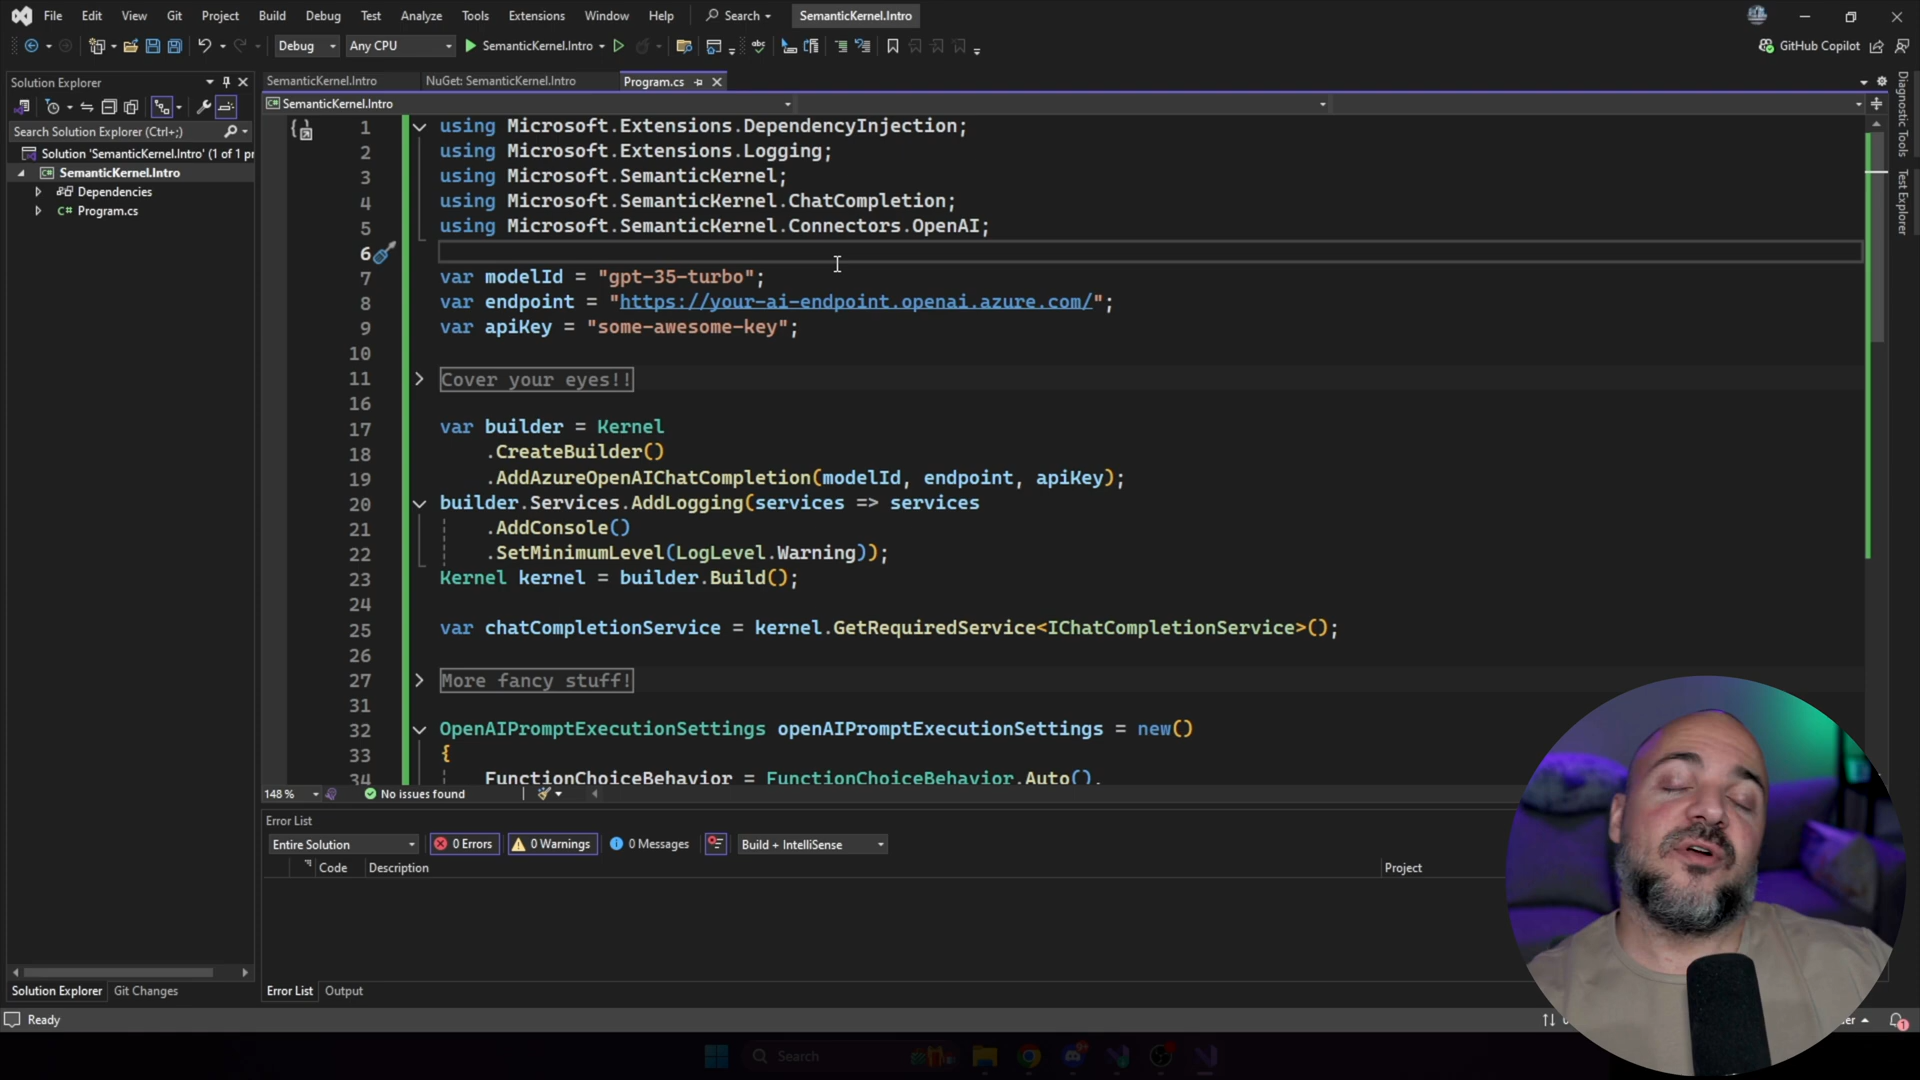 File Edit View Git Project Build Debug Test Analyze Tools Extensions Window Help Search SemanticKernel.Intro
Debug Any CPU SemanticKernel.Intro GitHub Copilot
Solution Explorer
Search Solution Explorer (Ctrl+;)
Solution 'SemanticKernel.Intro' (1 of 1 pr
SemanticKernel.Intro
Dependencies
C# Program.cs
SemanticKernel.Intro NuGet: SemanticKernel.Intro Program.cs
SemanticKernel.Intro
1 using Microsoft.Extensions.DependencyInjection;
2 using Microsoft.Extensions.Logging;
3 using Microsoft.SemanticKernel;
4 using Microsoft.SemanticKernel.ChatCompletion;
5 using Microsoft.SemanticKernel.Connectors.OpenAI;
6
7 var modelId = "gpt-35-turbo";
8 var endpoint = "https://your-ai-endpoint.openai.azure.com/";
9 var apiKey = "some-awesome-key";
10
11 Cover your eyes!!
16
17 var builder = Kernel
18 .CreateBuilder()
19 .AddAzureOpenAIChatCompletion(modelId, endpoint, apiKey);
20 builder.Services.AddLogging(services => services
21 .AddConsole()
22 .SetMinimumLevel(LogLevel.Warning));
23 Kernel kernel = builder.Build();
24
25 var chatCompletionService = kernel.GetRequiredService<IChatCompletionService>();
26
27 More fancy stuff!
31
32 OpenAIPromptExecutionSettings openAIPromptExecutionSettings = new()
33 {
34 FunctionChoiceBehavior = FunctionChoiceBehavior.Auto(),
148 % No issues found
Error List
Entire Solution 0 Errors 0 Warnings 0 Messages Build + IntelliSense
Code Description Project
Solution Explorer Git Changes
Error List Output
Ready
Search
Diagnostic Tools
Test Explorer